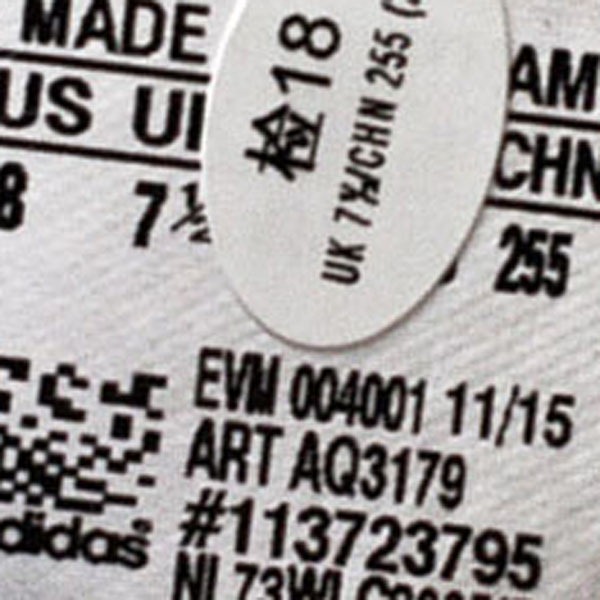 MADE
检18
UK 7½/CHN 255
US
AM
CHN
8
7½
255
EVM 004001 11/15
ART AQ3179
#113723795
adidas